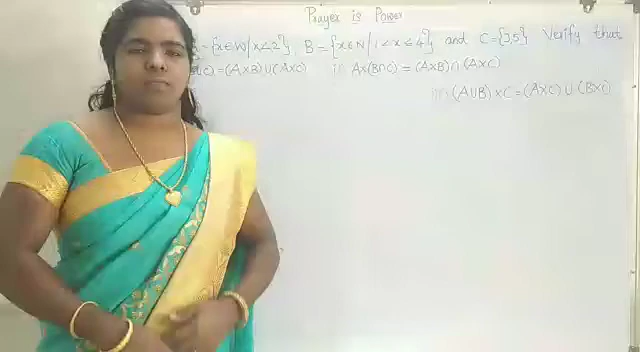 Prayer is Power
= {x∈W/x<2}, B = {x∈N/1<x≤4} and C={3,5} Verify that
∪C) = (A×B)∪(A×C) ii) A×(B∩C) = (A×B)∩(A×C)
iii) (A∪B)×C = (A×C)∪(B×C)